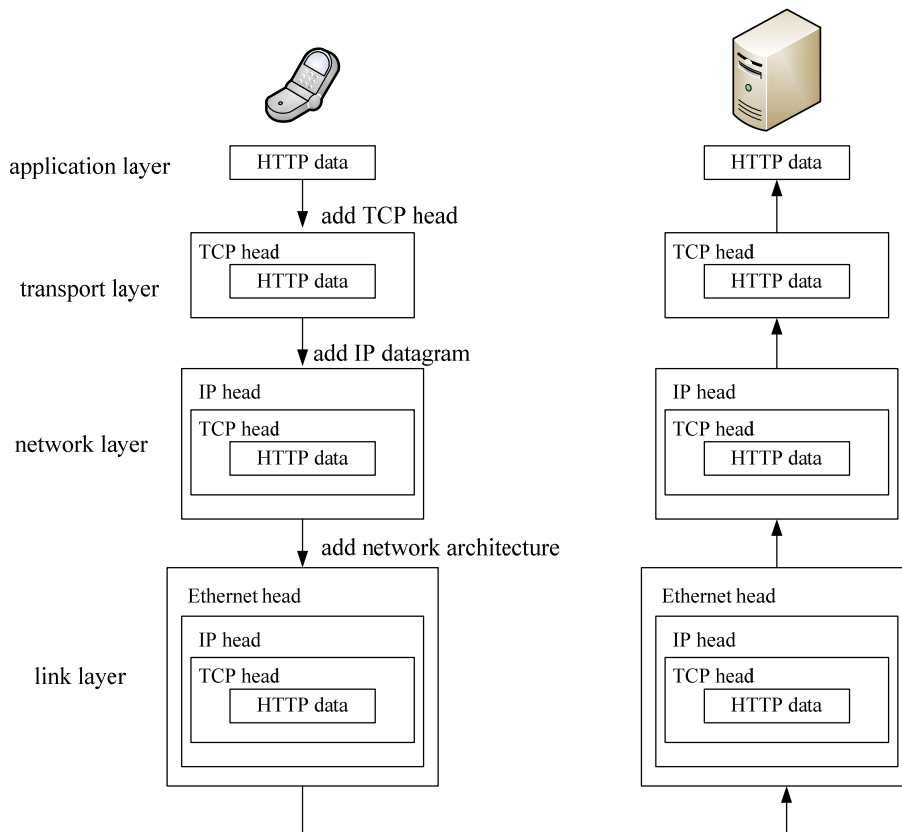 application layer
HTTP data
HTTP data
add TCP head
transport layer
TCP head
HTTP data
TCP head
HTTP data
add IP datagram
network layer
IP head
TCP head
HTTP data
IP head
TCP head
HTTP data
add network architecture
link layer
Ethernet head
IP head
TCP head
HTTP data
Ethernet head
IP head
TCP head
HTTP data